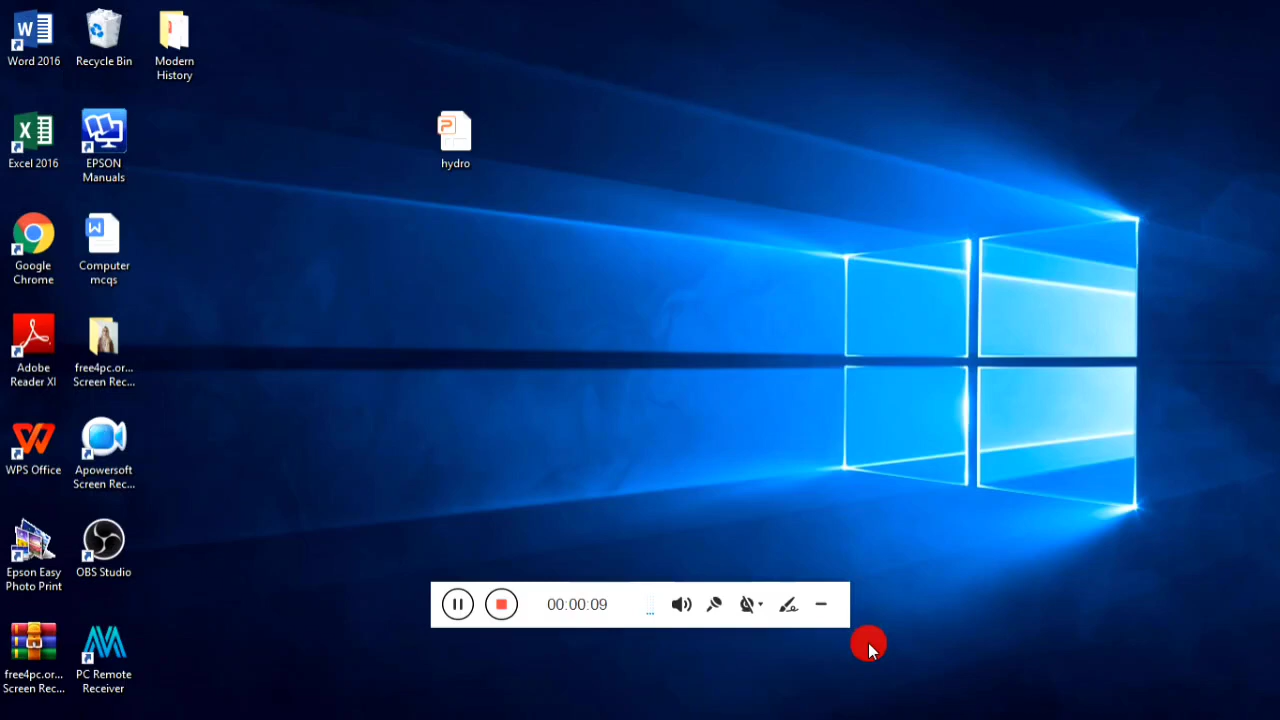 Word 2016
Recycle Bin
Modern
History
Excel 2016
EPSON
Manuals
hydro
Google
Chrome
Computer
mcqs
Adobe
Reader XI
free4pc.or...
Screen Rec...
WPS Office
Apowersoft
Screen Rec...
Epson Easy
Photo Print
OBS Studio
00:00:09
free4pc.or...
Screen Rec...
PC Remote
Receiver